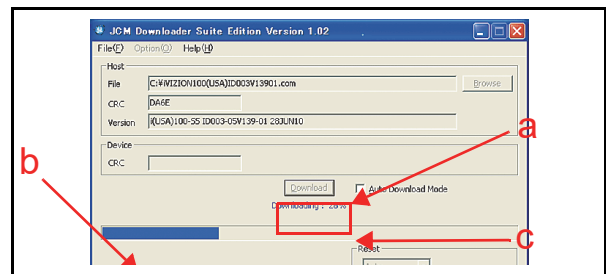 JCM Downloader Suite Edition Version 1.02
File(F) Option(O) Help(H)
Host
File C:¥iVIZION100(USA)ID003V13901.com Browse
CRC DA6E
Version i(USA)100-SS ID003-05V139-01 28JUN10
a
Device
CRC
b
Download Auto Download Mode
Downloading : 28 %
c
Reset